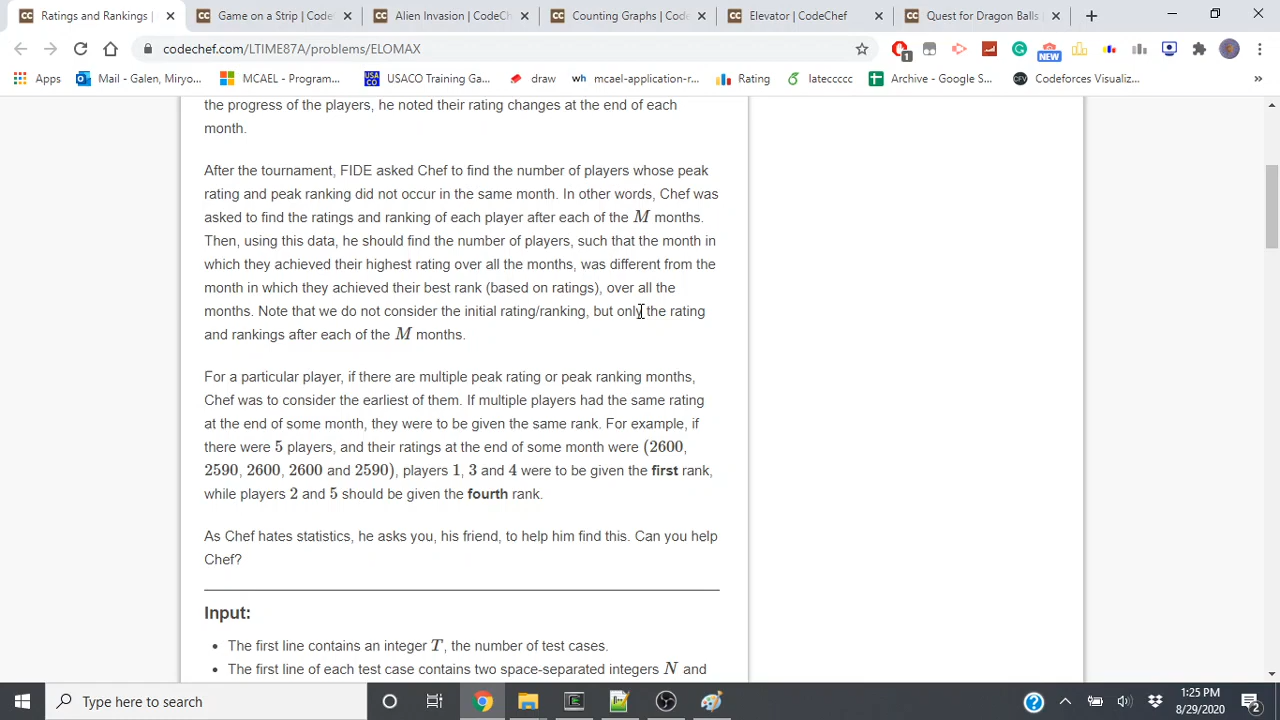 Ratings and Rankings
Game on a Strip | Code
Alien Invasion | CodeCh
Counting Graphs | Code
Elevator | CodeChef
Quest for Dragon Balls
codechef.com/LTIME87A/problems/ELOMAX
1
NEW
Apps
Mail - Galen, Miryo...
MCAEL - Program...
USACO Training Ga...
draw
wh mcael-application-r...
Rating
lateccccc
Archive - Google S...
Codeforces Visualiz...
»
the progress of the players, he noted their rating changes at the end of each
month.
After the tournament, FIDE asked Chef to find the number of players whose peak
rating and peak ranking did not occur in the same month. In other words, Chef was
asked to find the ratings and ranking of each player after each of the M months.
Then, using this data, he should find the number of players, such that the month in
which they achieved their highest rating over all the months, was different from the
month in which they achieved their best rank (based on ratings), over all the
months. Note that we do not consider the initial rating/ranking, but only the rating
and rankings after each of the M months.
For a particular player, if there are multiple peak rating or peak ranking months,
Chef was to consider the earliest of them. If multiple players had the same rating
at the end of some month, they were to be given the same rank. For example, if
there were 5 players, and their ratings at the end of some month were (2600,
2590, 2600, 2600 and 2590), players 1, 3 and 4 were to be given the first rank,
while players 2 and 5 should be given the fourth rank.
As Chef hates statistics, he asks you, his friend, to help him find this. Can you help
Chef?
Input:
• The first line contains an integer T, the number of test cases.
• The first line of each test case contains two space-separated integers N and
Type here to search
1:25 PM
8/29/2020
2